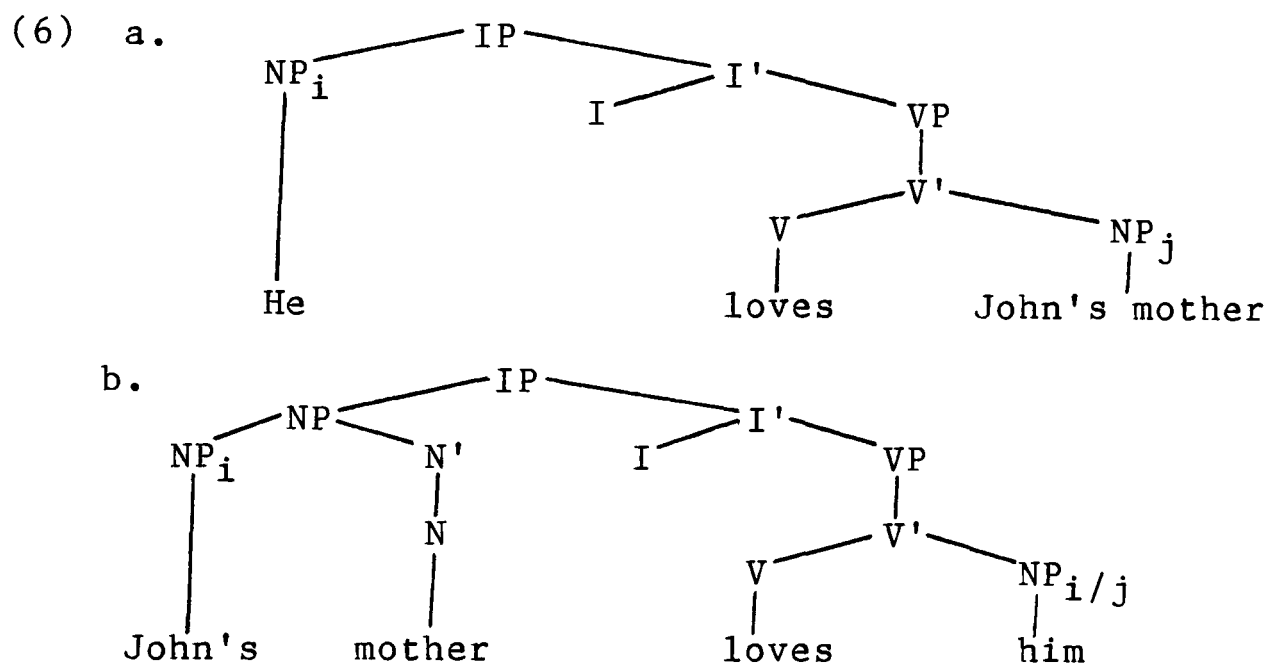 (6) a.
IP
NPi I'
I VP
V'
V NPj
He loves John's mother
b. IP
NP I'
NPi N' I VP
N V'
V NPi/j
John's mother loves him